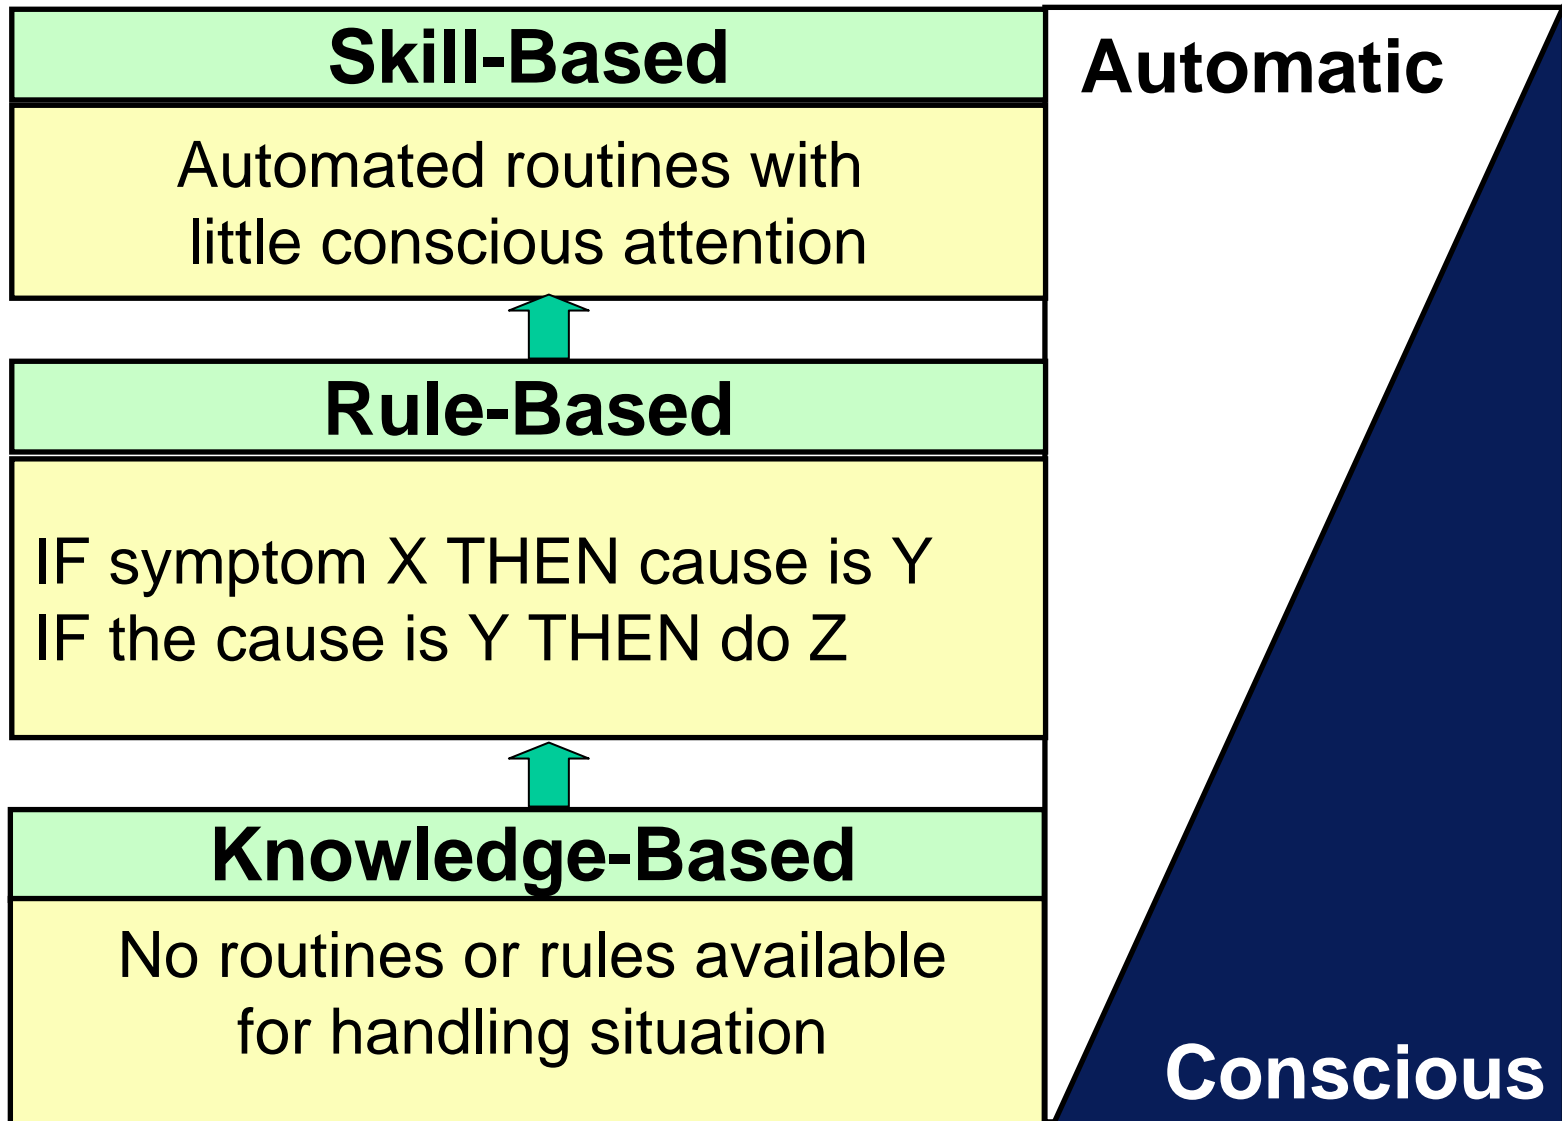 Skill-Based
Automatic
Automated routines with
little conscious attention
Rule-Based
IF symptom X THEN cause is Y
IF the cause is Y THEN do Z
Knowledge-Based
No routines or rules available
for handling situation
Conscious